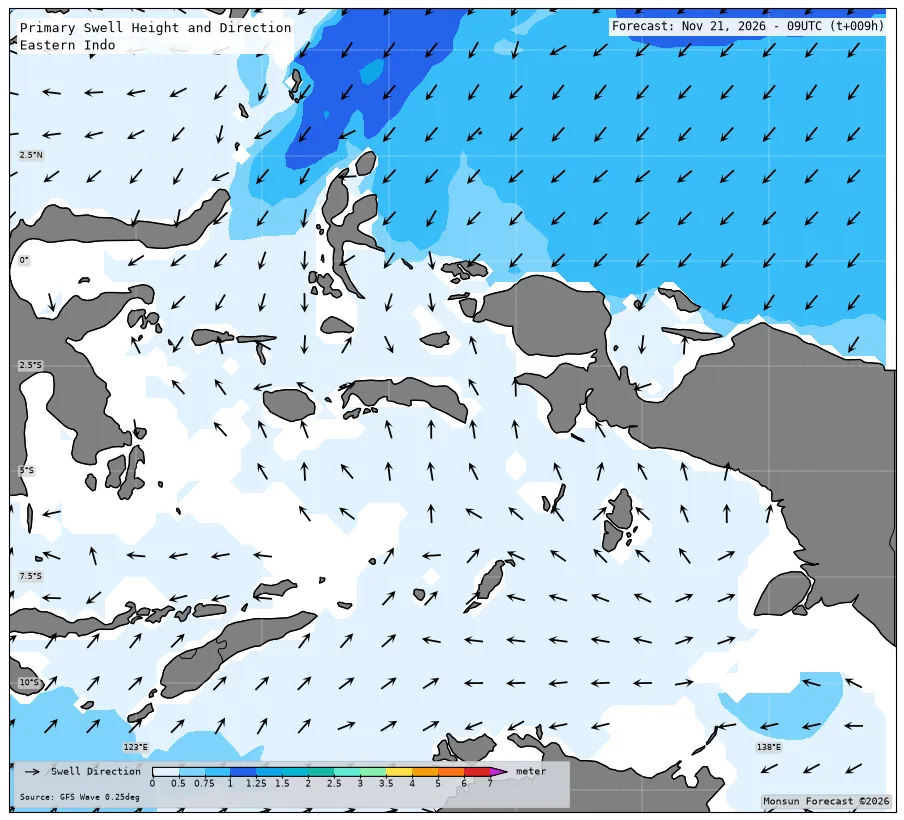 Primary Swell Height and Direction
Eastern Indo
Forecast: Nov 21, 2026 - 09UTC (t+009h)
2.5°N
0°
2.5°S
5°S
7.5°S
10°S
123°E
138°E
Swell Direction
0 0.5 0.75 1 1.25 1.5 2 2.5 3 3.5 4 5 6 7
meter
Source: GFS Wave 0.25deg
Monsun Forecast ©2026